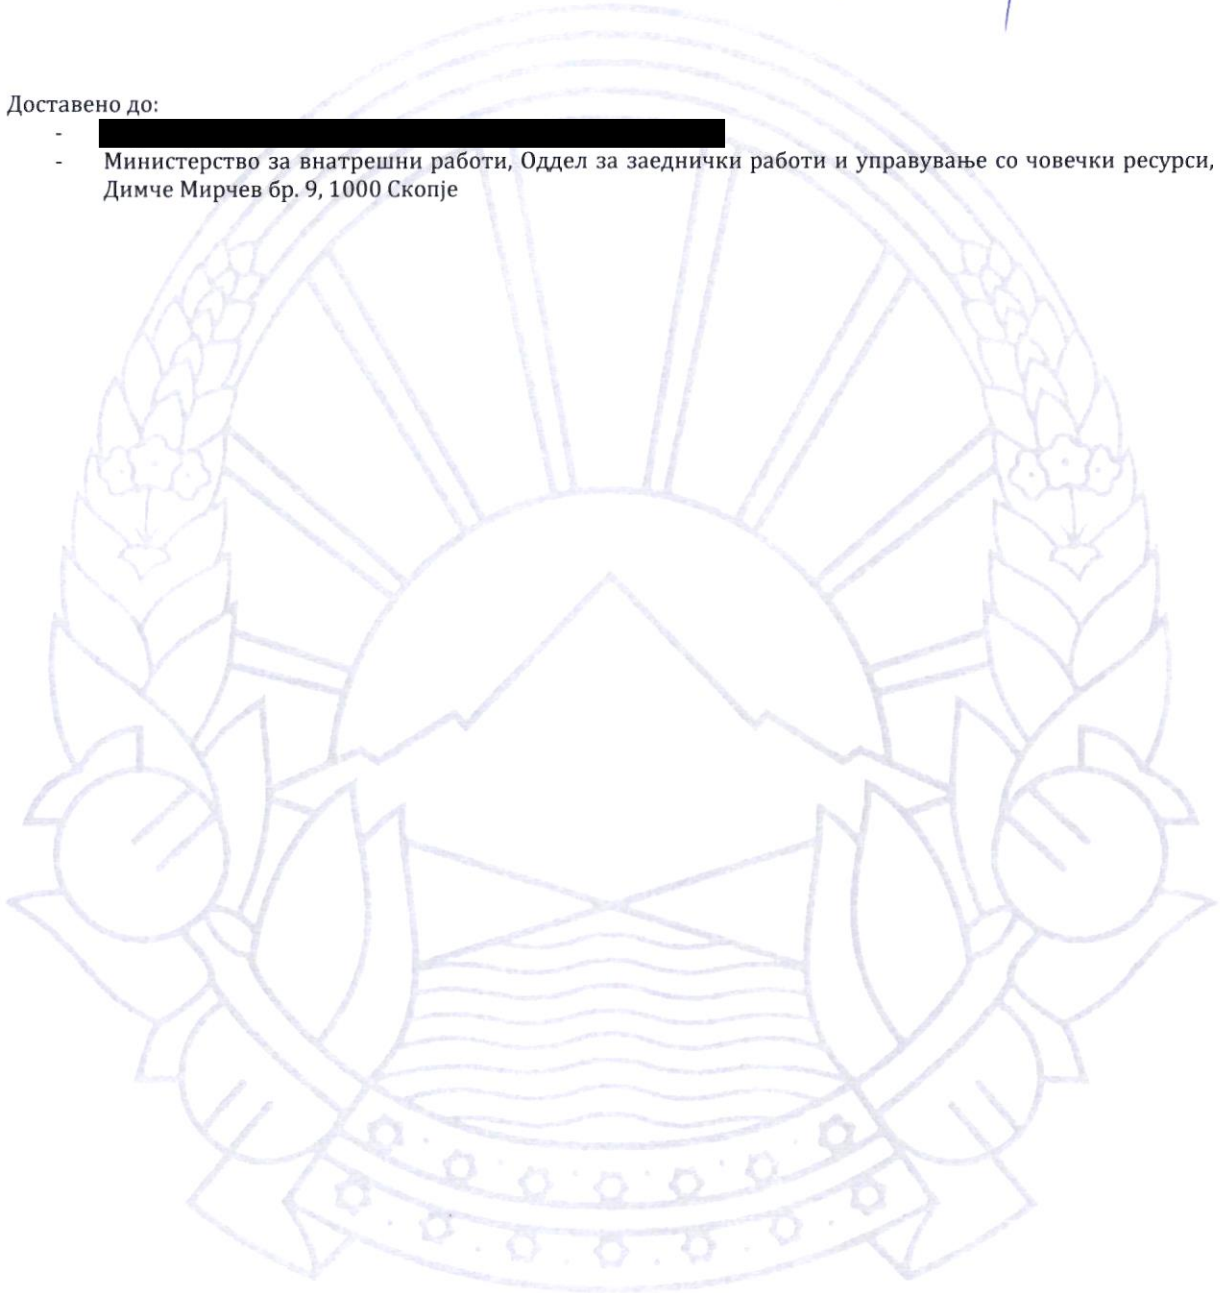 Доставено до:
-
- Министерство за внатрешни работи, Оддел за заеднички работи и управување со човечки ресурси,
Димче Мирчев бр. 9, 1000 Скопје